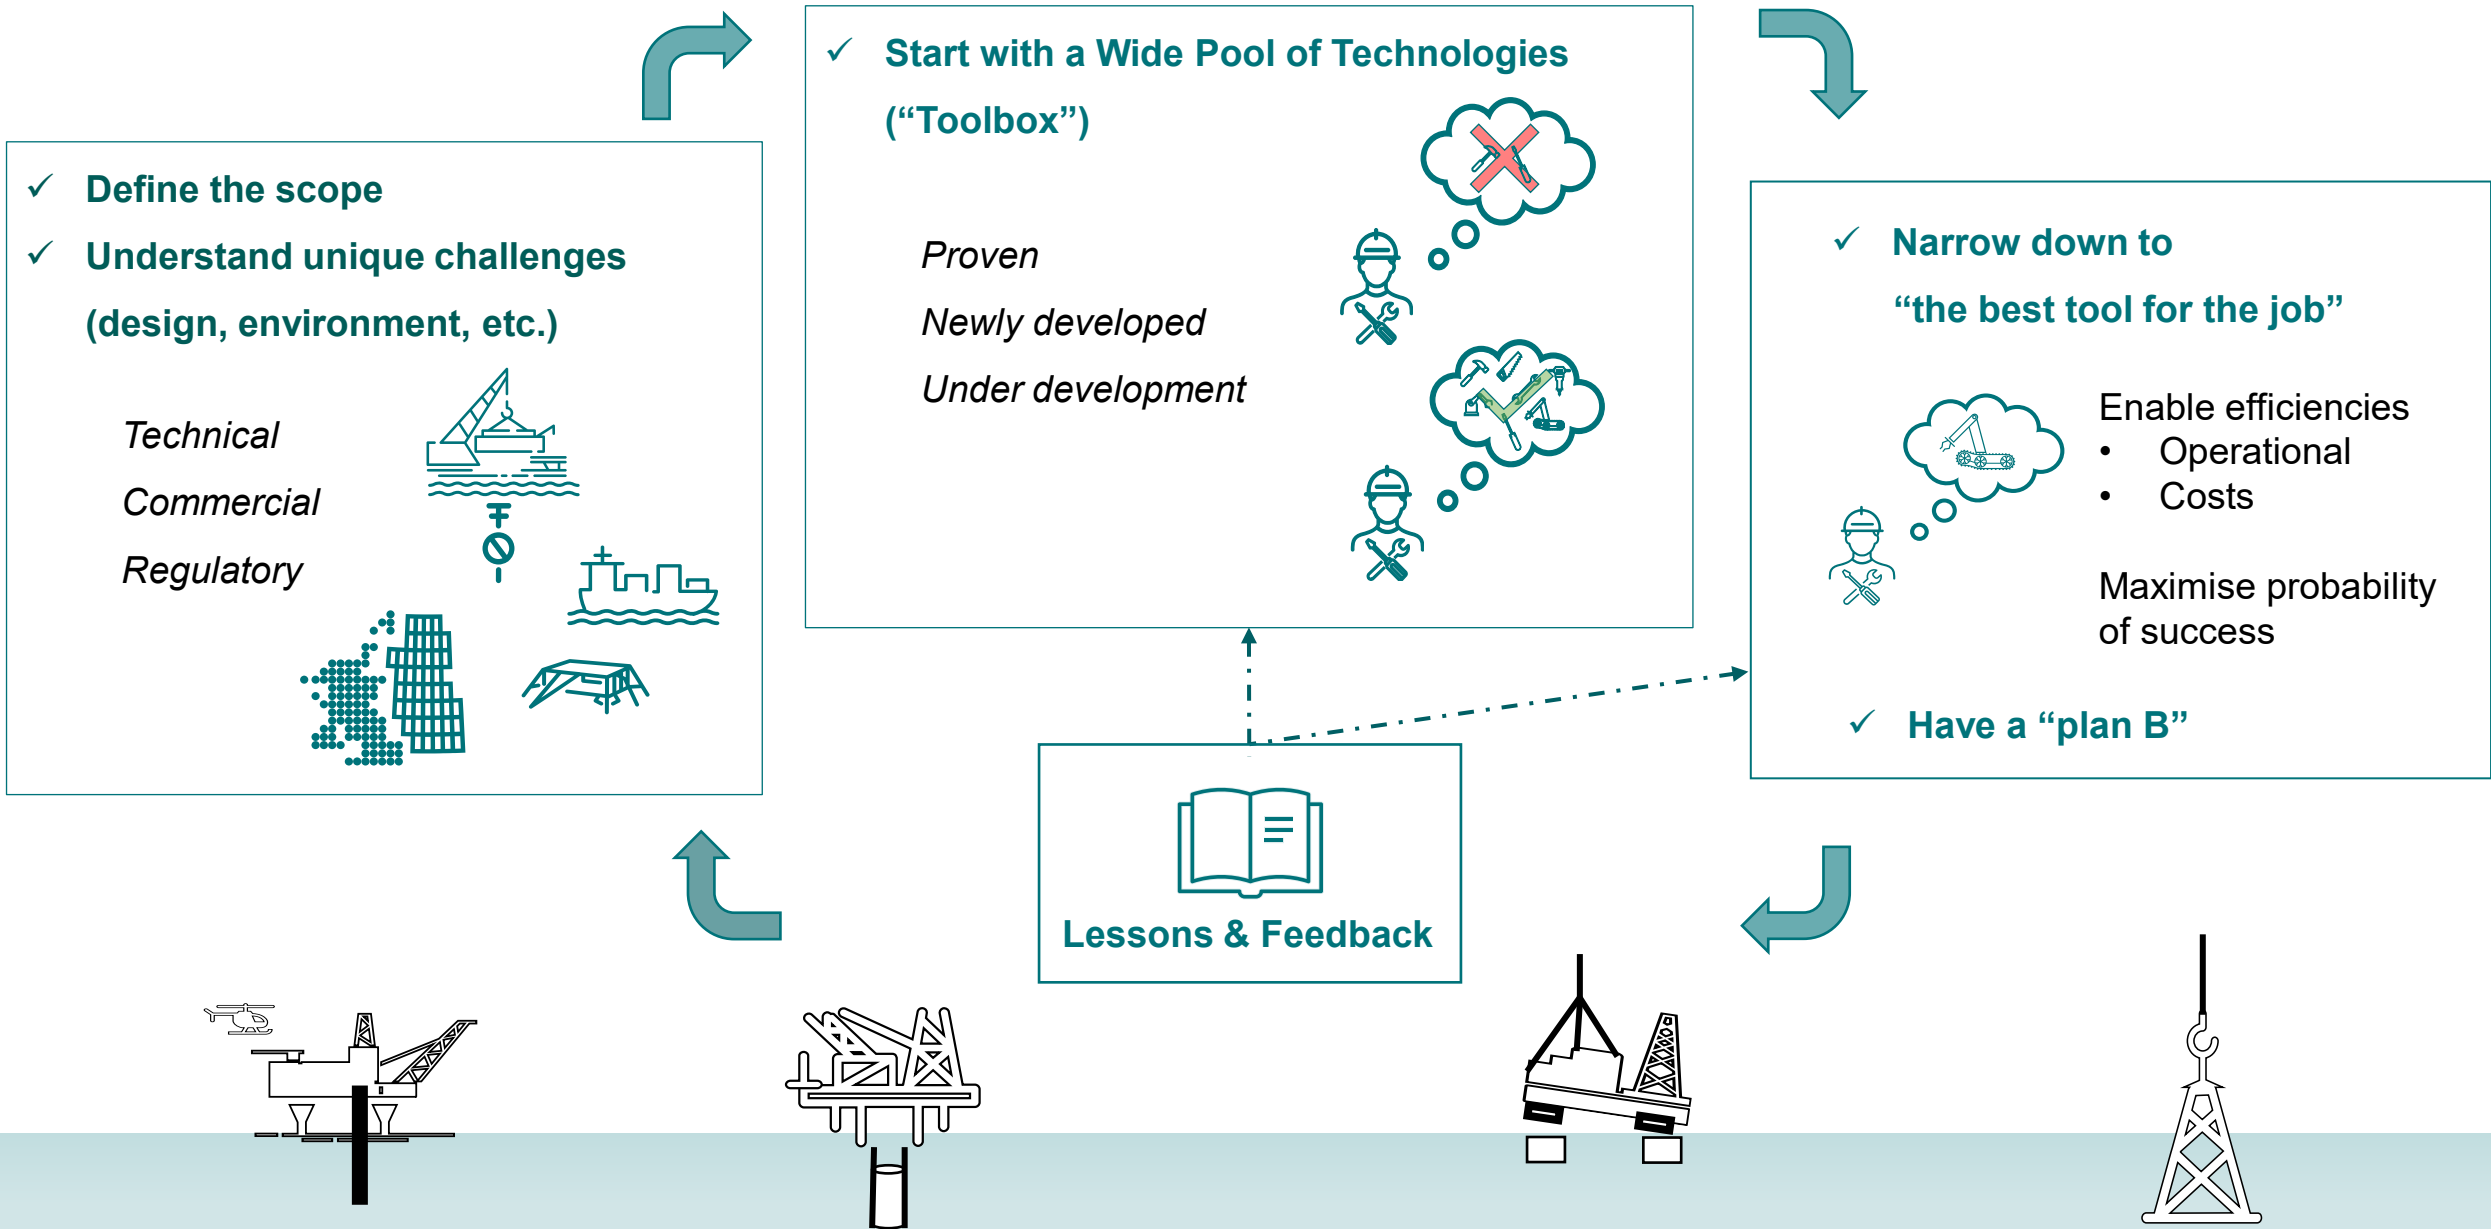 ✓ Define the scope
✓ Understand unique challenges
(design, environment, etc.)
Technical
Commercial
Regulatory
✓ Start with a Wide Pool of Technologies
(“Toolbox”)
Proven
Newly developed
Under development
✓ Narrow down to
“the best tool for the job”
Enable efficiencies
• Operational
• Costs
Maximise probability
of success
✓ Have a “plan B”
Lessons & Feedback